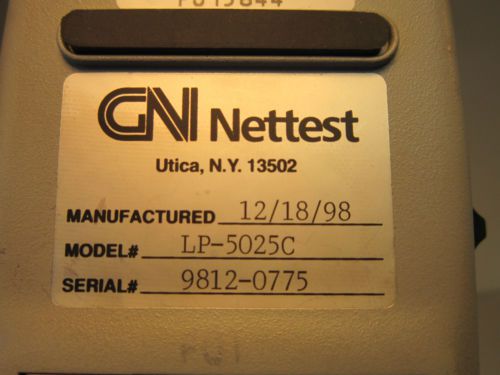 GN Nettest
Utica, N.Y. 13502
MANUFACTURED 12/18/98
MODEL# LP-5025C
SERIAL# 9812-0775